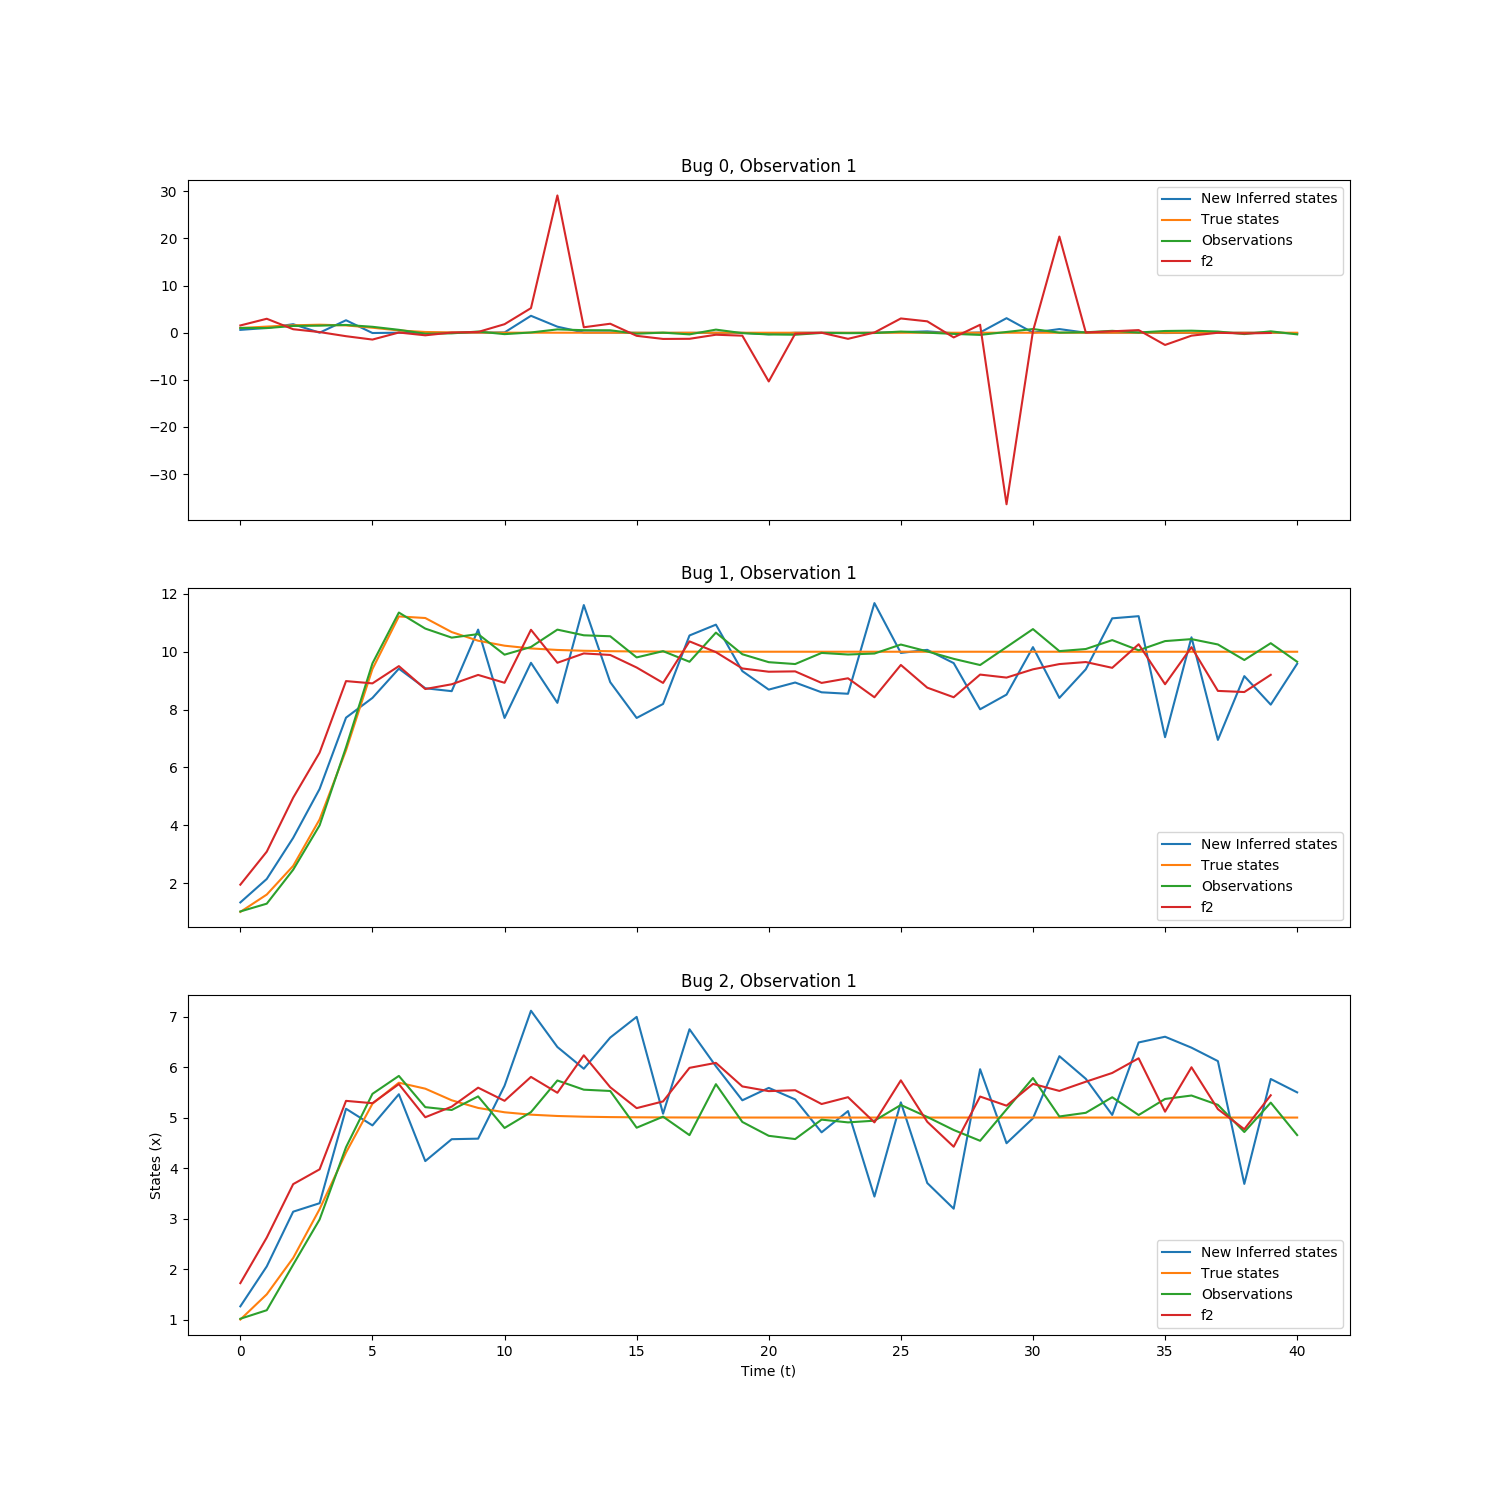 Bug 0, Observation 1
30
20
10
0
−10
−20
−30
New Inferred states
True states
Observations
f2
Bug 1, Observation 1
12
10
8
6
4
2
New Inferred states
True states
Observations
f2
Bug 2, Observation 1
States (x)
7
6
5
4
3
2
1
New Inferred states
True states
Observations
f2
0 5 10 15 20 25 30 35 40
Time (t)